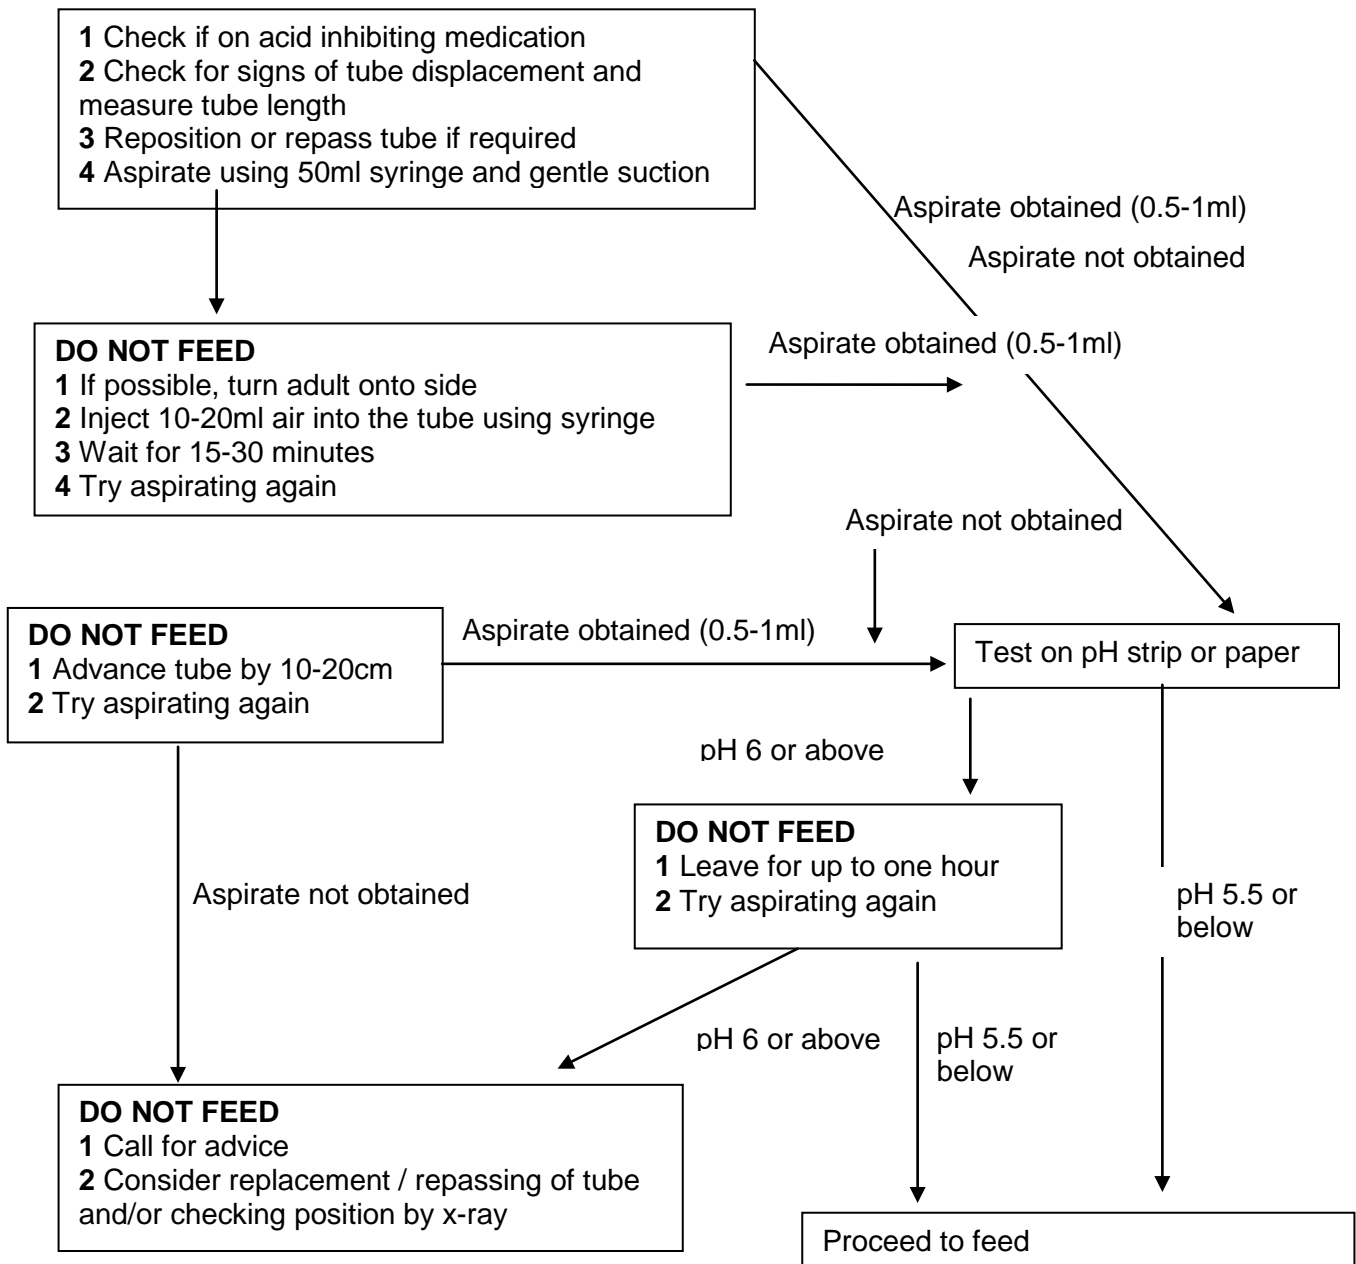 1 Check if on acid inhibiting medication
2 Check for signs of tube displacement and
measure tube length
3 Reposition or repass tube if required
4 Aspirate using 50ml syringe and gentle suction
Aspirate obtained (0.5-1ml)
Aspirate not obtained
DO NOT FEED
1 If possible, turn adult onto side
2 Inject 10-20ml air into the tube using syringe
3 Wait for 15-30 minutes
4 Try aspirating again
Aspirate obtained (0.5-1ml)
Aspirate not obtained
DO NOT FEED
1 Advance tube by 10-20cm
2 Try aspirating again
Aspirate obtained (0.5-1ml)
Test on pH strip or paper
pH 6 or above
DO NOT FEED
1 Leave for up to one hour
2 Try aspirating again
Aspirate not obtained
pH 5.5 or
below
pH 6 or above
pH 5.5 or
below
DO NOT FEED
1 Call for advice
2 Consider replacement / repassing of tube
and/or checking position by x-ray
Proceed to feed